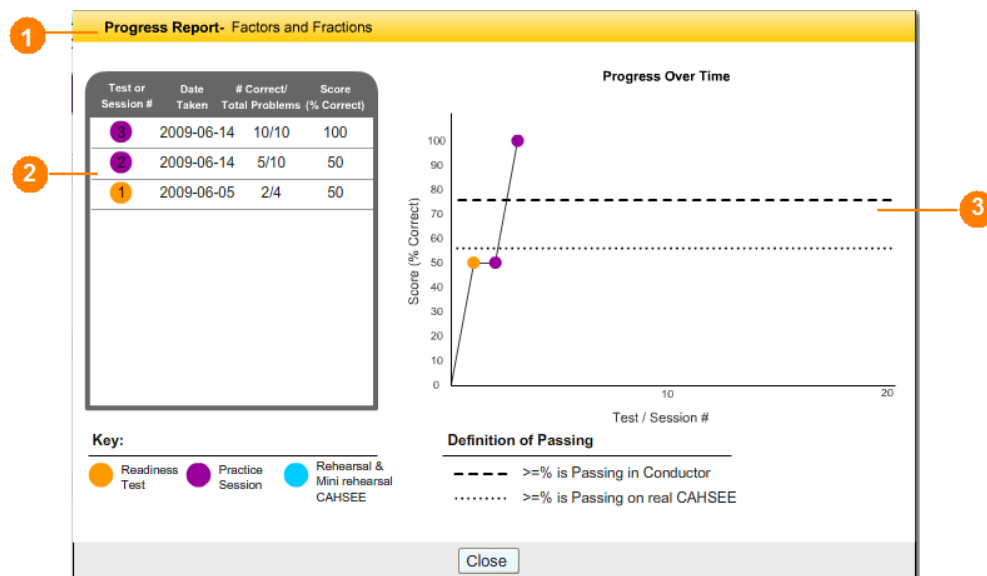 1
Progress Report- Factors and Fractions
Test or Session #
Date Taken
# Correct/ Total Problems
Score (% Correct)
3 2009-06-14 10/10 100
2 2009-06-14 5/10 50
1 2009-06-05 2/4 50
2
Progress Over Time
100
90
80
70
60
50
40
30
20
10
0
Score (% Correct)
10
20
Test / Session #
3
Key:
Readiness
Test
Practice
Session
Rehearsal &
Mini rehearsal
CAHSEE
Definition of Passing
>=% is Passing in Conductor
>=% is Passing on real CAHSEE
Close